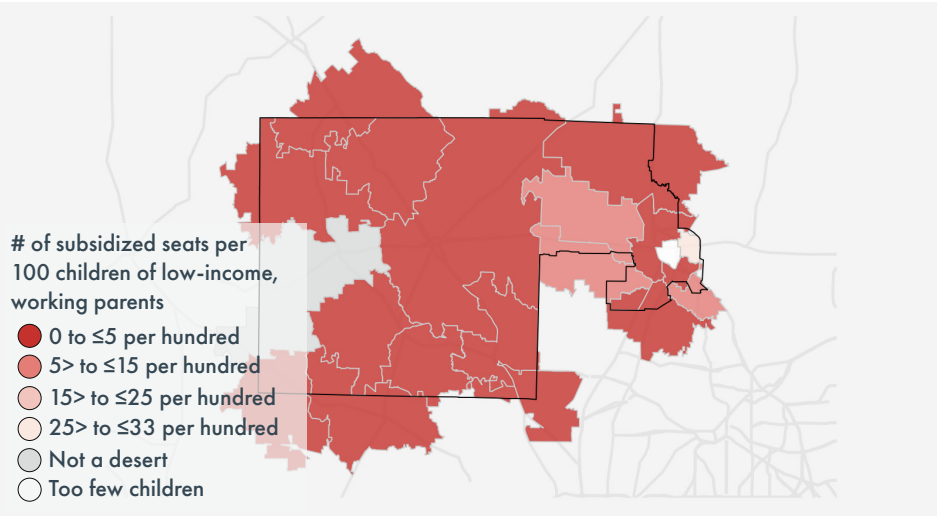 # of subsidized seats per
100 children of low-income,
working parents
0 to ≤5 per hundred
5> to ≤15 per hundred
15> to ≤25 per hundred
25> to ≤33 per hundred
Not a desert
Too few children